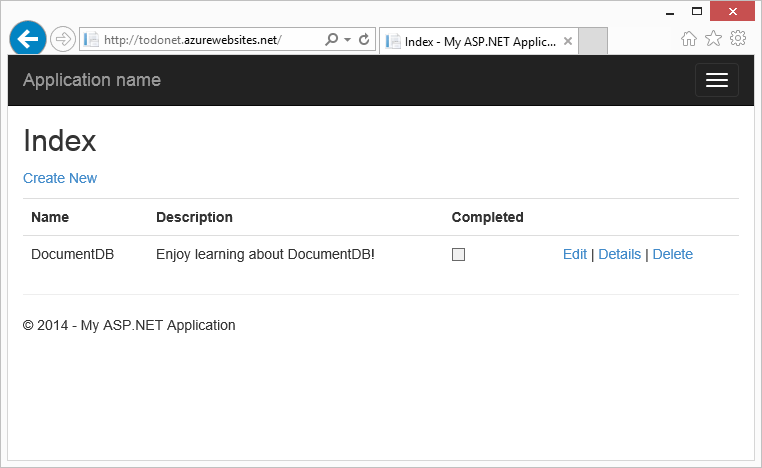 http://todonet.azurewebsites.net/
Index - My ASP.NET Applic...
Application name
Index
Create New
Name Description Completed
DocumentDB Enjoy learning about DocumentDB! Edit | Details | Delete
© 2014 - My ASP.NET Application